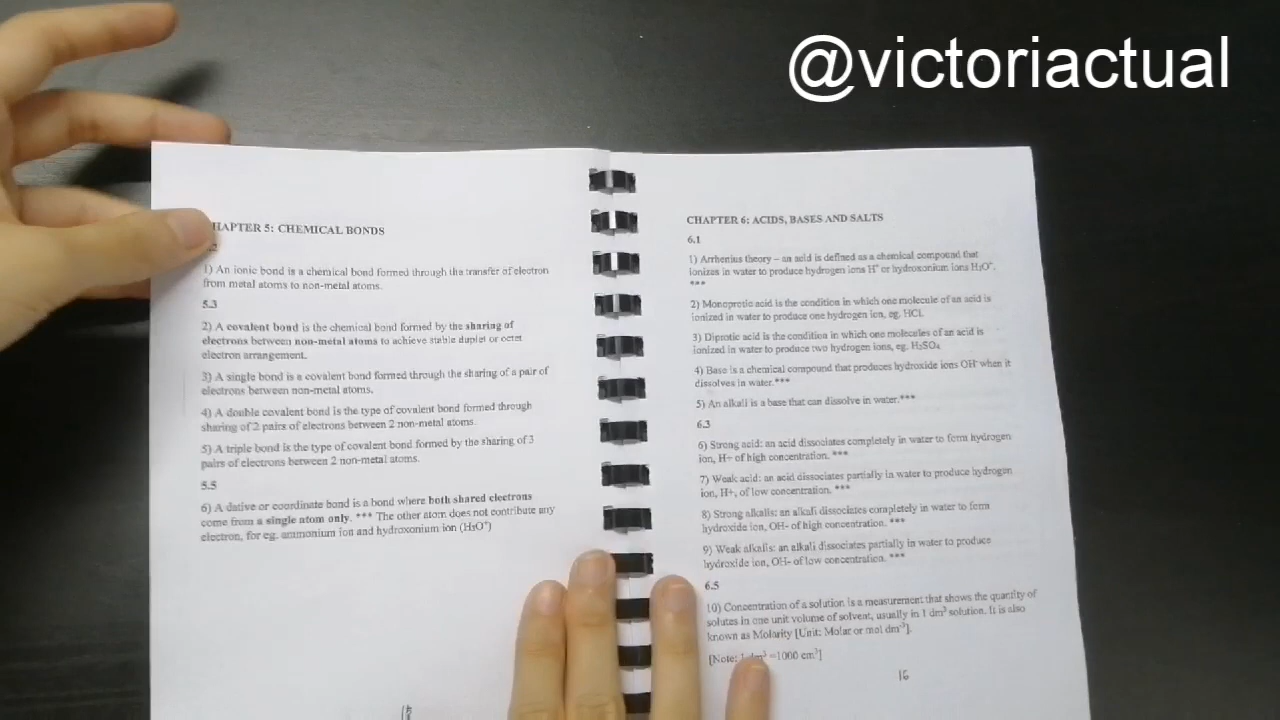 @victoriactual
HAPTER 5: CHEMICAL BONDS
1) An ionic bond is a chemical bond formed through the transfer of electron
from metal atoms to non-metal atoms.
5.3
2) A covalent bond is the chemical bond formed by the sharing of
electrons between non-metal atoms to achieve stable duplet or octet
electron arrangement.
3) A single bond is a covalent bond formed through the sharing of a pair of
electrons between non-metal atoms.
4) A double covalent bond is the type of covalent bond formed through
sharing of 2 pairs of electrons between 2 non-metal atoms.
5) A triple bond is the type of covalent bond formed by the sharing of 3
pairs of electrons between 2 non-metal atoms.
5.5
6) A dative or coordinate bond is a bond where both shared electrons
come from a single atom only. *** The other atom does not contribute any
electron, for eg. ammonium ion and hydroxonium ion (H₃O⁺)
CHAPTER 6: ACIDS, BASES AND SALTS
6.1
1) Arrhenius theory – an acid is defined as a chemical compound that
ionizes in water to produce hydrogen ions H⁺ or hydroxonium ions H₃O⁺.
***
2) Monoprotic acid is the condition in which one molecule of an acid is
ionized in water to produce one hydrogen ion, eg. HCl.
3) Diprotic acid is the condition in which one molecules of an acid is
ionized in water to produce two hydrogen ions, eg. H₂SO₄
4) Base is a chemical compound that produces hydroxide ions OH⁻ when it
dissolves in water.***
5) An alkali is a base that can dissolve in water.***
6.3
6) Strong acid: an acid dissociates completely in water to form hydrogen
ion, H+ of high concentration. ***
7) Weak acid: an acid dissociates partially in water to produce hydrogen
ion, H+, of low concentration. ***
8) Strong alkalis: an alkali dissociates completely in water to form
hydroxide ion, OH- of high concentration. ***
9) Weak alkalis: an alkali dissociates partially in water to produce
hydroxide ion, OH- of low concentration. ***
6.5
10) Concentration of a solution is a measurement that shows the quantity of
solutes in one unit volume of solvent, usually in 1 dm³ solution. It is also
known as Molarity [Unit: Molar or mol dm⁻³].
[Note: 1 dm³ =1000 cm³]
16